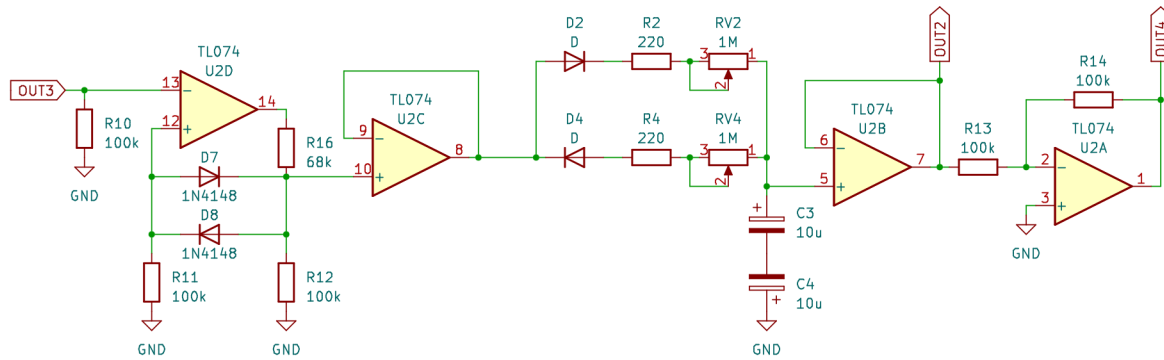 OUT3
R10
100k
GND
TL074
U2D
13
12
14
−
+
R16
68k
D7
1N4148
D8
1N4148
R11
100k
GND
R12
100k
GND
TL074
U2C
9
10
8
−
+
D2
D
R2
220
RV2
1M
3
1
2
D4
D
R4
220
RV4
1M
3
1
2
+
C3
10u
C4
10u
+
GND
TL074
U2B
6
5
7
−
+
OUT2
R13
100k
R14
100k
TL074
U2A
2
3
1
−
+
GND
OUT4